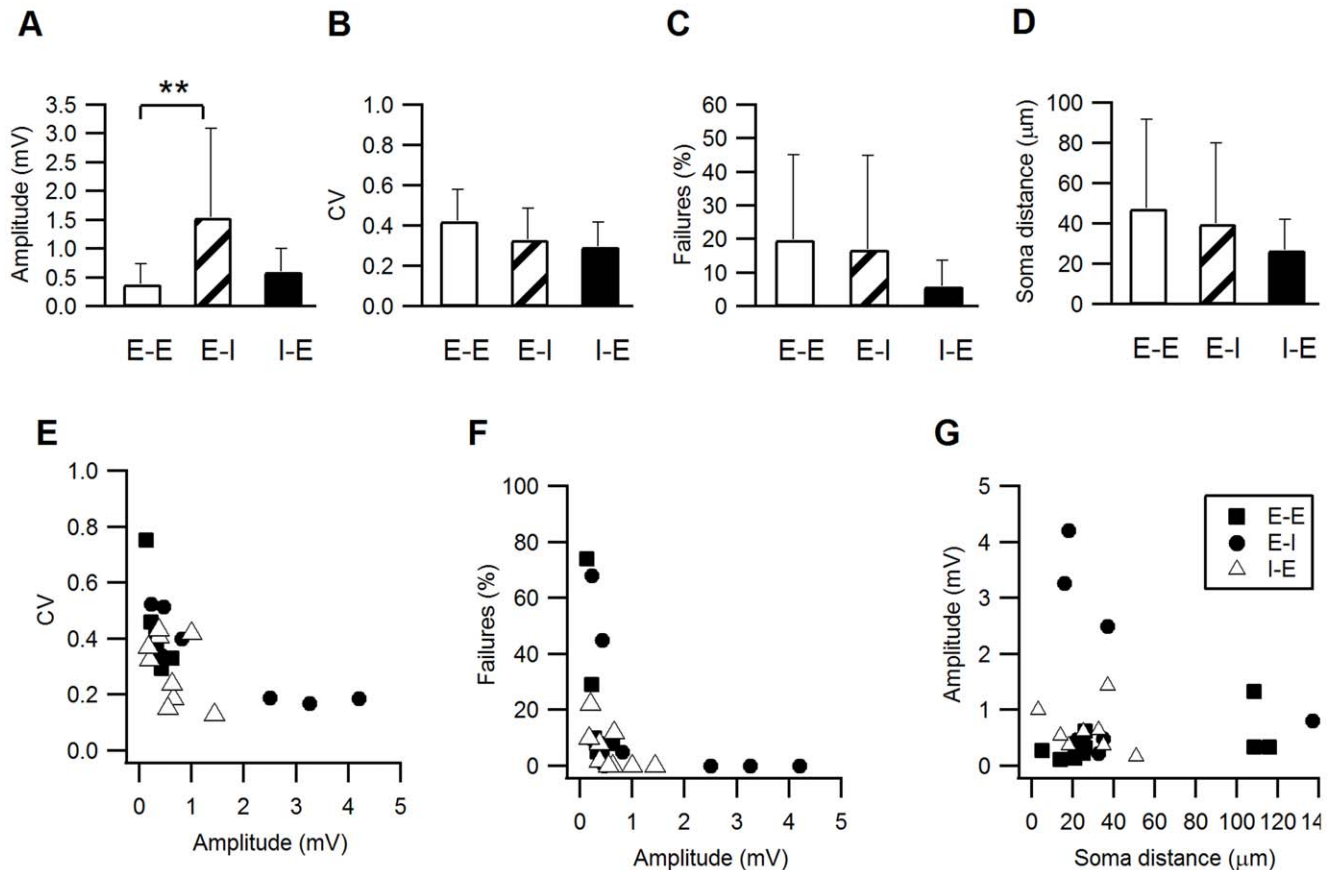 A
B
C
D
**
Amplitude (mV)
3.5
3.0
2.5
2.0
1.5
1.0
0.5
0.0
E-E E-I I-E
CV
1.0
0.8
0.6
0.4
0.2
0.0
E-E E-I I-E
Failures (%)
60
50
40
30
20
10
0
E-E E-I I-E
Soma distance (μm)
100
80
60
40
20
0
E-E E-I I-E
E
F
G
CV
1.0
0.8
0.6
0.4
0.2
0.0
0 1 2 3 4 5
Amplitude (mV)
Failures (%)
100
80
60
40
20
0
0 1 2 3 4 5
Amplitude (mV)
Amplitude (mV)
5
4
3
2
1
0
E-E
E-I
I-E
0 20 40 60 80 100 120 14
Soma distance (μm)